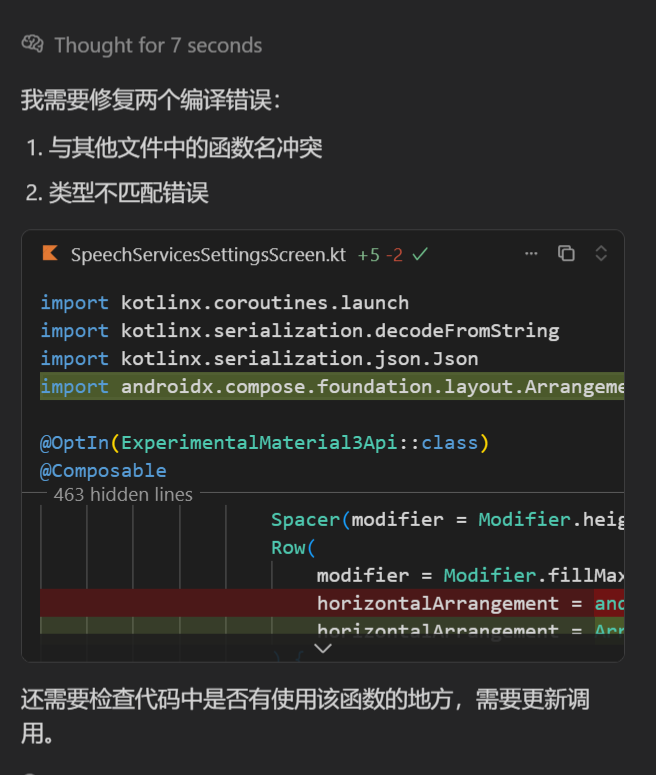 Thought for 7 seconds
我需要修复两个编译错误：
1. 与其他文件中的函数名冲突
2. 类型不匹配错误
SpeechServicesSettingsScreen.kt +5 -2
import kotlinx.coroutines.launch
import kotlinx.serialization.decodeFromString
import kotlinx.serialization.json.Json
import androidx.compose.foundation.layout.Arrangeme
@OptIn(ExperimentalMaterial3Api::class)
@Composable
463 hidden lines
Spacer(modifier = Modifier.heig
Row(
modifier = Modifier.fillMax
horizontalArrangement = and
horizontalArrangement = Arr
还需要检查代码中是否有使用该函数的地方，需要更新调
用。